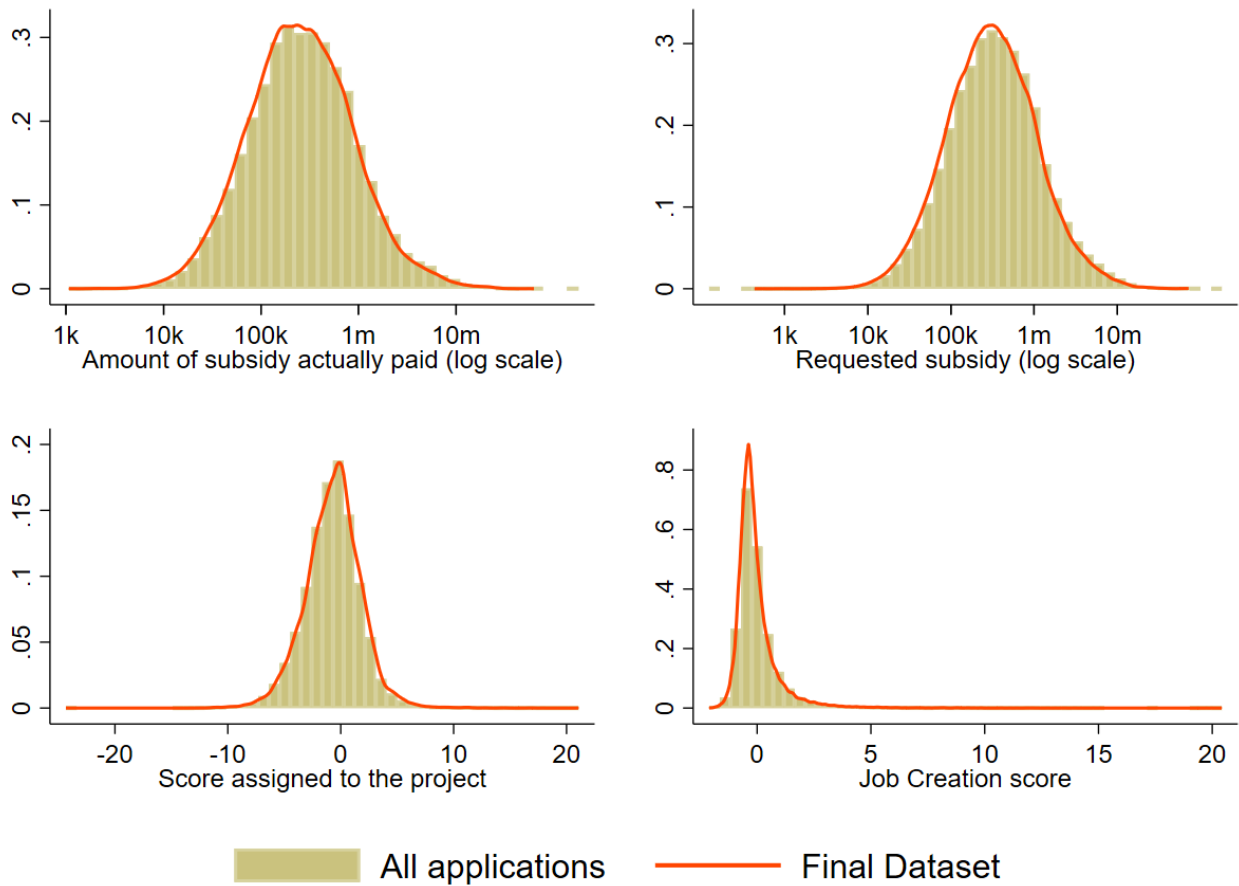 .3
.2
.1
0
1k 10k 100k 1m 10m
Amount of subsidy actually paid (log scale)
.3
.2
.1
0
1k 10k 100k 1m 10m
Requested subsidy (log scale)
.2
.15
.1
.05
0
-20 -10 0 10 20
Score assigned to the project
.8
.6
.4
.2
0
0 5 10 15 20
Job Creation score
All applications Final Dataset